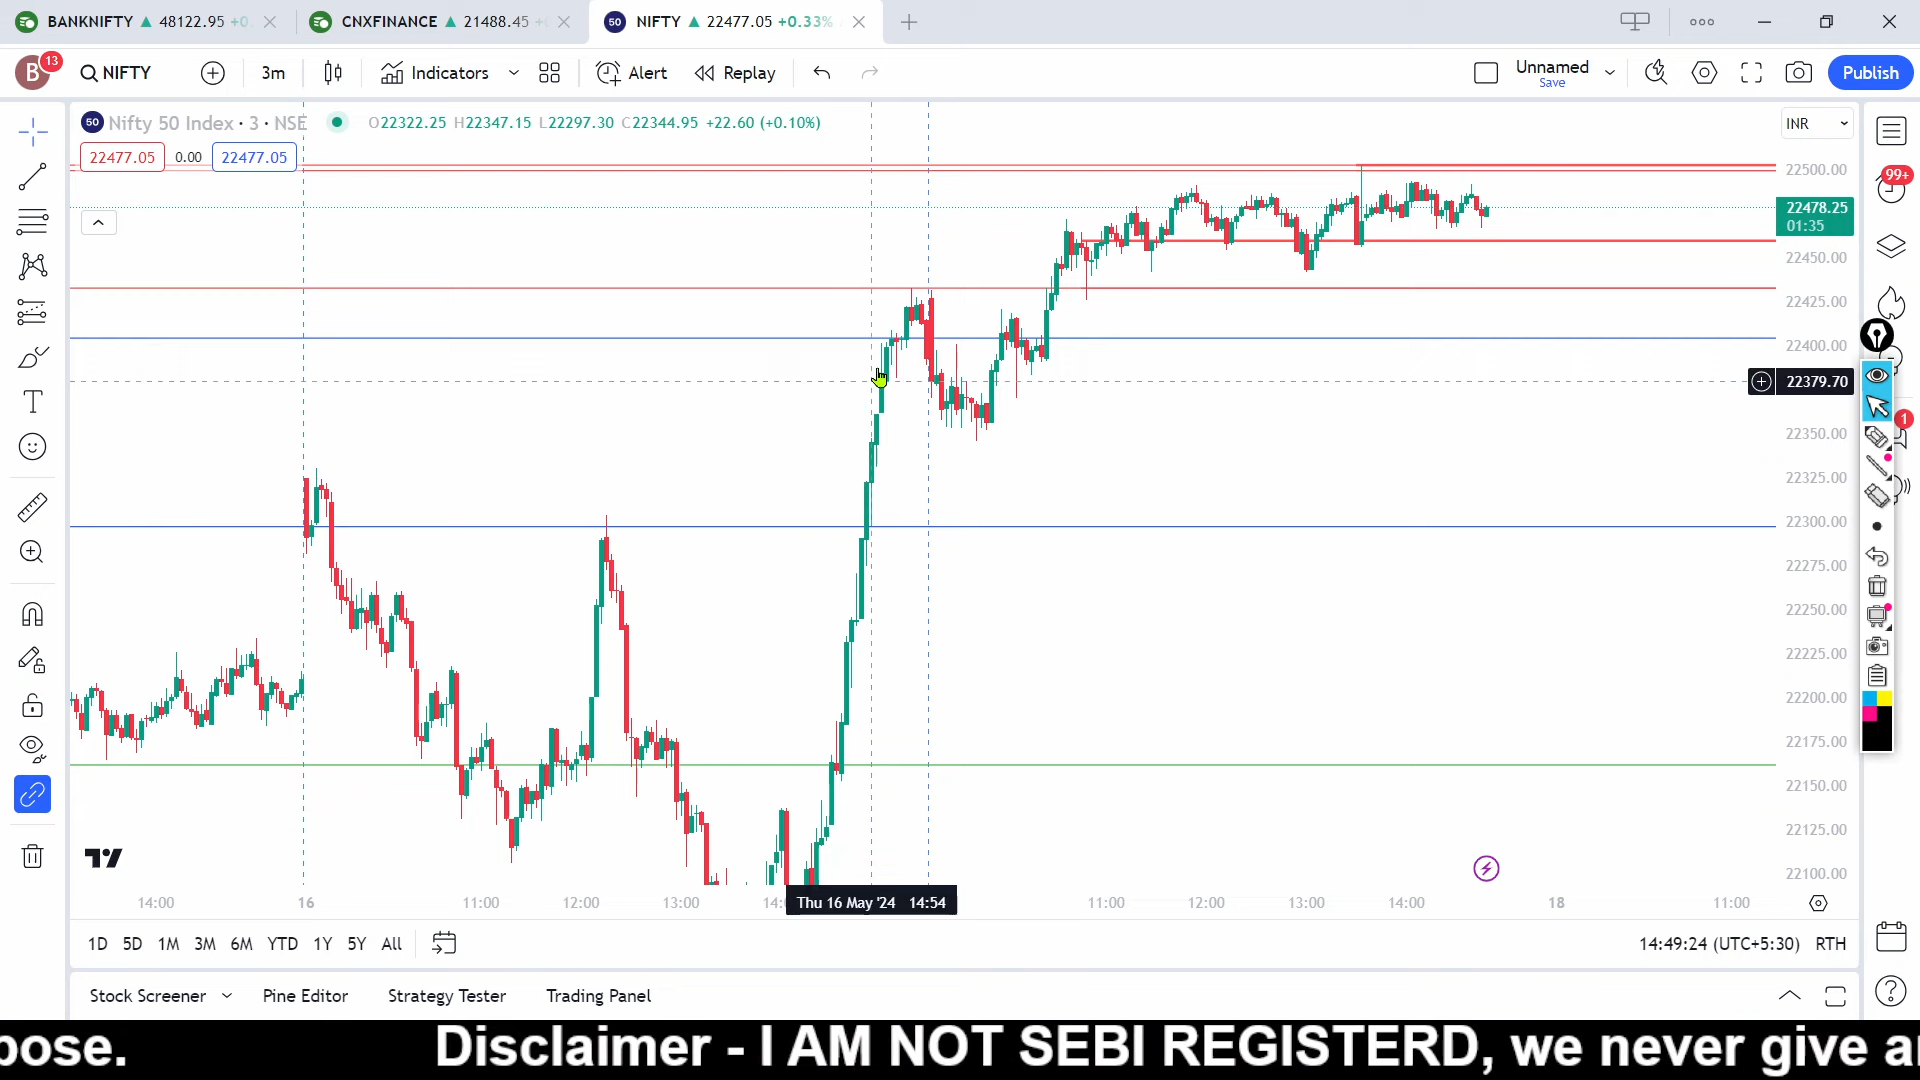 BANKNIFTY ▲ 48122.95 +0
CNXFINANCE ▲ 21488.45 +
50 NIFTY ▲ 22477.05 +0.33%
B 13 NIFTY 3m Indicators Alert Replay Unnamed Save Publish
50 Nifty 50 Index · 3 · NSE O22322.25 H22347.15 L22297.30 C22344.95 +22.60 (+0.10%) INR
22477.05 0.00 22477.05
22500.00
99+
22478.25
01:35
22450.00
22425.00
22400.00
22379.70
1
22350.00
22325.00
22300.00
22275.00
22250.00
22225.00
22200.00
22175.00
22150.00
22125.00
22100.00
14:00 16 11:00 12:00 13:00 14: Thu 16 May '24 14:54 11:00 12:00 13:00 14:00 18 11:00
1D 5D 1M 3M 6M YTD 1Y 5Y All 14:49:24 (UTC+5:30) RTH
Stock Screener Pine Editor Strategy Tester Trading Panel
pose. Disclaimer - I AM NOT SEBI REGISTERD, we never give a